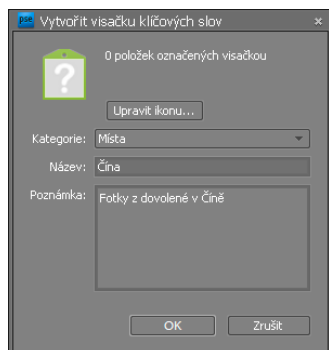 pse Vytvořit visačku klíčových slov
0 položek označených visačkou
Upravit ikonu...
Kategorie: Místa
Název: Čína
Poznámka: Fotky z dovolené v Číně
OK Zrušit